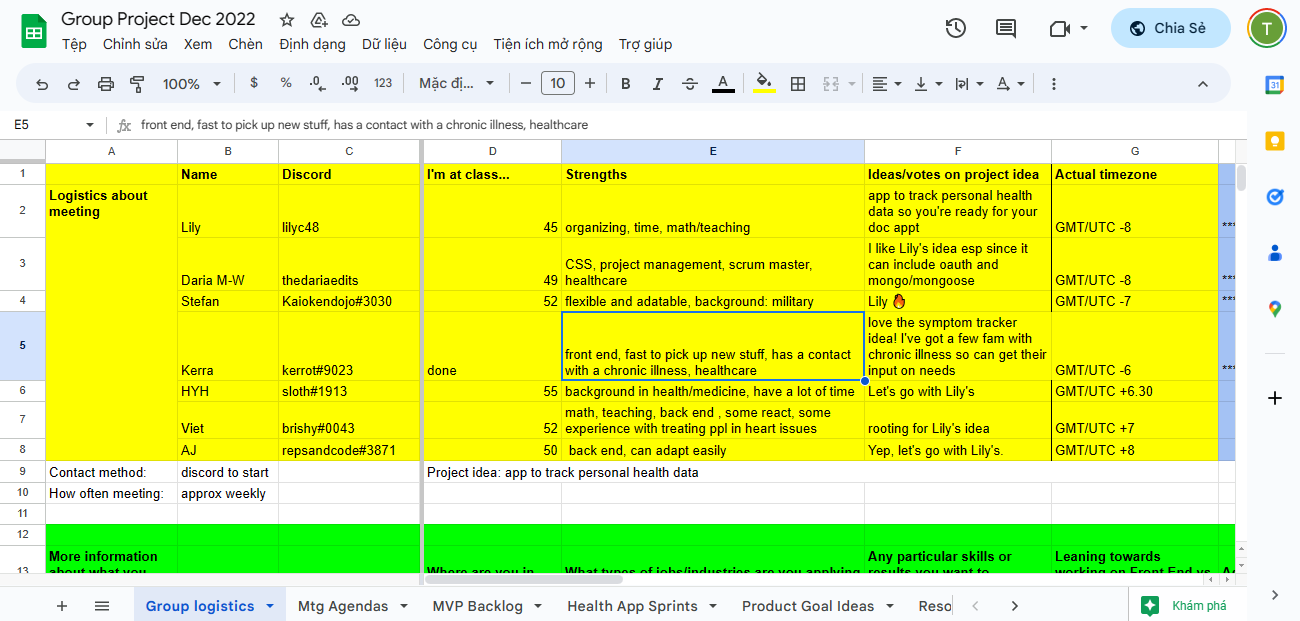 Group Project Dec 2022
Tệp Chỉnh sửa Xem Chèn Định dạng Dữ liệu Công cụ Tiện ích mở rộng Trợ giúp
Chia Sẻ
T
100% $ % .0 .00 123 Mặc đị... 10 B I A
31
E5 fx front end, fast to pick up new stuff, has a contact with a chronic illness, healthcare
A B C D E F G
1 Name Discord I'm at class... Strengths Ideas/votes on project idea Actual timezone
Logistics about
meeting
2 Lily lilyc48 45 organizing, time, math/teaching
app to track personal health
data so you're ready for your
doc appt
GMT/UTC -8 ***
3 Daria M-W thedariaedits 49
CSS, project management, scrum master,
healthcare
I like Lily's idea esp since it
can include oauth and
mongo/mongoose
GMT/UTC -8 ***
4 Stefan Kaiokendojo#3030 52 flexible and adatable, background: military Lily 🔥 GMT/UTC -7 ***
5 Kerra kerrot#9023 done
front end, fast to pick up new stuff, has a contact
with a chronic illness, healthcare
love the symptom tracker
idea! I've got a few fam with
chronic illness so can get their
input on needs
GMT/UTC -6 ***
6 HYH sloth#1913 55 background in health/medicine, have a lot of time Let's go with Lily's GMT/UTC +6.30
7 Viet brishy#0043 52
math, teaching, back end , some react, some
experience with treating ppl in heart issues
rooting for Lily's idea GMT/UTC +7
8 AJ repsandcode#3871 50 back end, can adapt easily Yep, let's go with Lily's. GMT/UTC +8
9 Contact method: discord to start Project idea: app to track personal health data
10 How often meeting: approx weekly
11
12
13 More information
about what you
Where are you in
What types of jobs/industries are you applying
Any particular skills or
results you want to
Leaning towards
working on Front End vs
Group logistics Mtg Agendas MVP Backlog Health App Sprints Product Goal Ideas Reso
Khám phá